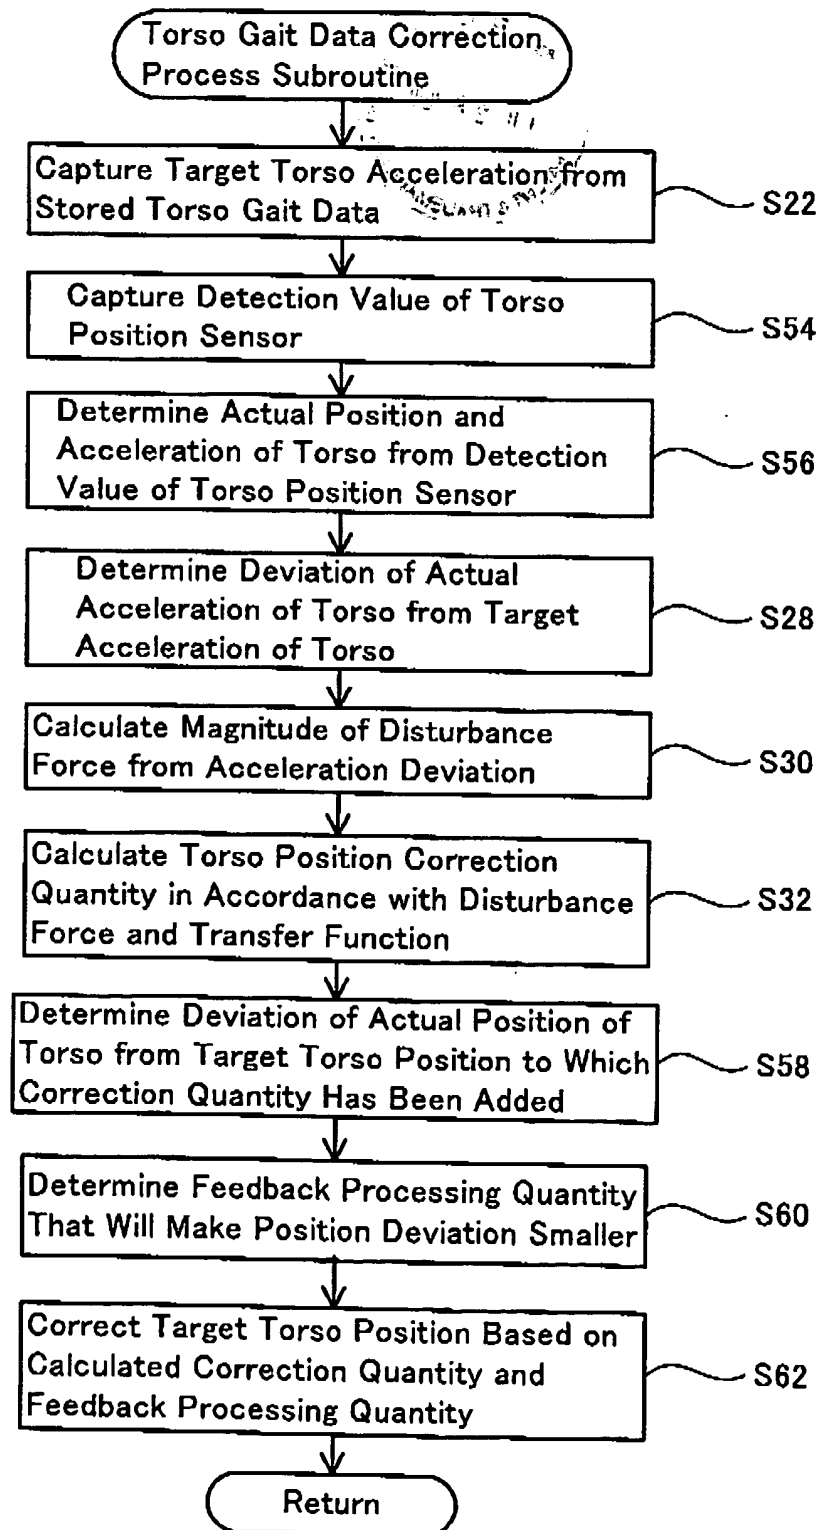 Torso Gait Data Correction
Process Subroutine
Capture Target Torso Acceleration from
Stored Torso Gait Data
S22
Capture Detection Value of Torso
Position Sensor
S54
Determine Actual Position and
Acceleration of Torso from Detection
Value of Torso Position Sensor
S56
Determine Deviation of Actual
Acceleration of Torso from Target
Acceleration of Torso
S28
Calculate Magnitude of Disturbance
Force from Acceleration Deviation
S30
Calculate Torso Position Correction
Quantity in Accordance with Disturbance
Force and Transfer Function
S32
Determine Deviation of Actual Position of
Torso from Target Torso Position to Which
Correction Quantity Has Been Added
S58
Determine Feedback Processing Quantity
That Will Make Position Deviation Smaller
S60
Correct Target Torso Position Based on
Calculated Correction Quantity and
Feedback Processing Quantity
S62
Return